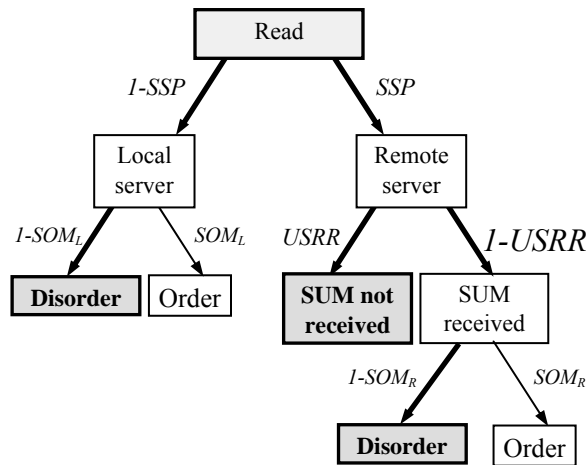 Read
1-SSP
SSP
Local
server
Remote
server
1-SOM_L
SOM_L
USRR
1-USRR
Disorder
Order
SUM not
received
SUM
received
1-SOM_R
SOM_R
Disorder
Order